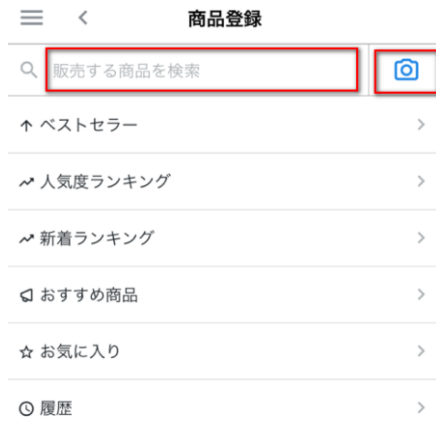 商品登録
販売する商品を検索
ベストセラー
人気度ランキング
新着ランキング
おすすめ商品
お気に入り
履歴